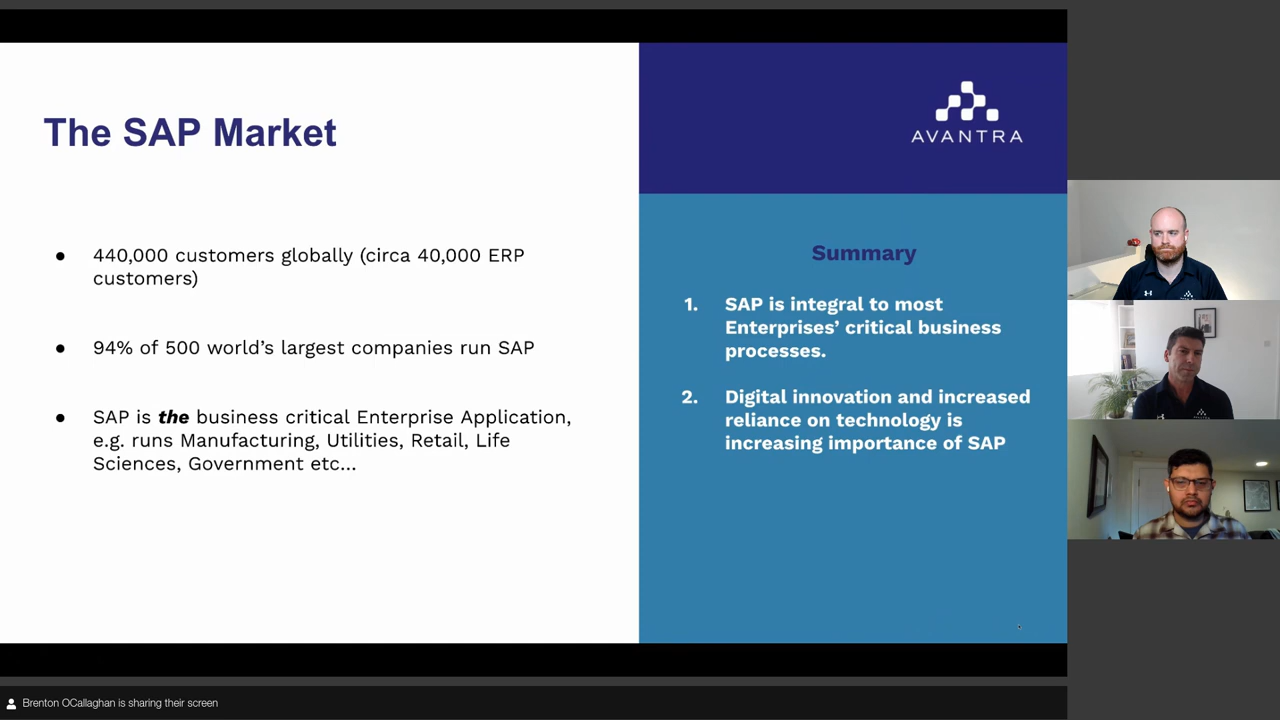 The SAP Market
● 440,000 customers globally (circa 40,000 ERP
customers)
● 94% of 500 world’s largest companies run SAP
● SAP is the business critical Enterprise Application,
e.g. runs Manufacturing, Utilities, Retail, Life
Sciences, Government etc...
AVANTRA
Summary
1. SAP is integral to most
Enterprises’ critical business
processes.
2. Digital innovation and increased
reliance on technology is
increasing importance of SAP
Brenton OCallaghan is sharing their screen